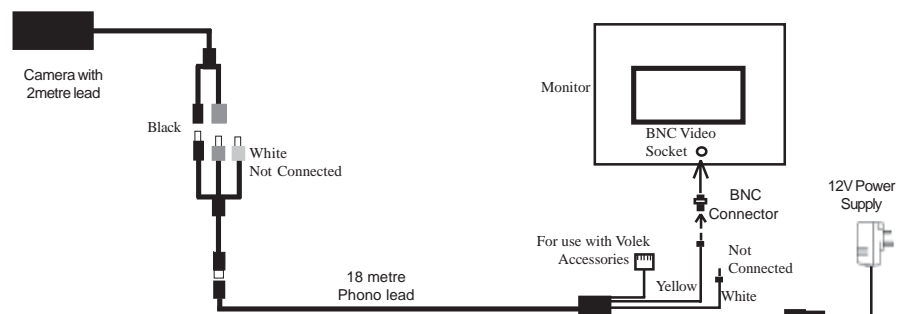 Camera with
2metre lead
Black
White
Not Connected
18 metre
Phono lead
Monitor
BNC Video
Socket
BNC
Connector
12V Power
Supply
For use with Volek
Accessories
Not
Connected
Yellow
White